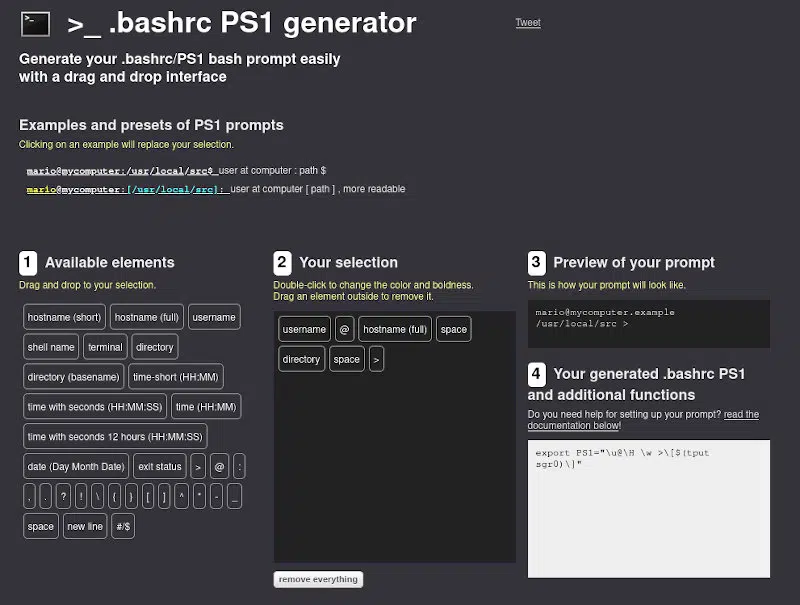 >_ .bashrc PS1 generator
Tweet
Generate your .bashrc/PS1 bash prompt easily
with a drag and drop interface
Examples and presets of PS1 prompts
Clicking on an example will replace your selection.
mario@mycomputer:/usr/local/src$ user at computer : path $
mario@mycomputer:[/usr/local/src]: user at computer [ path ] , more readable
1 Available elements
Drag and drop to your selection.
hostname (short) hostname (full) username
shell name terminal directory
directory (basename) time-short (HH:MM)
time with seconds (HH:MM:SS) time (HH:MM)
time with seconds 12 hours (HH:MM:SS)
date (Day Month Date) exit status > @ :
, . ? ! \ { } [ ] ^ * - _
space new line #/$
2 Your selection
Double-click to change the color and boldness.
Drag an element outside to remove it.
username @ hostname (full) space
directory space >
remove everything
3 Preview of your prompt
This is how your prompt will look like.
mario@mycomputer.example
/usr/local/src >
4 Your generated .bashrc PS1
and additional functions
Do you need help for setting up your prompt? read the
documentation below!
export PS1="\u@\H \w >\[$(tput
sgr0)\]"